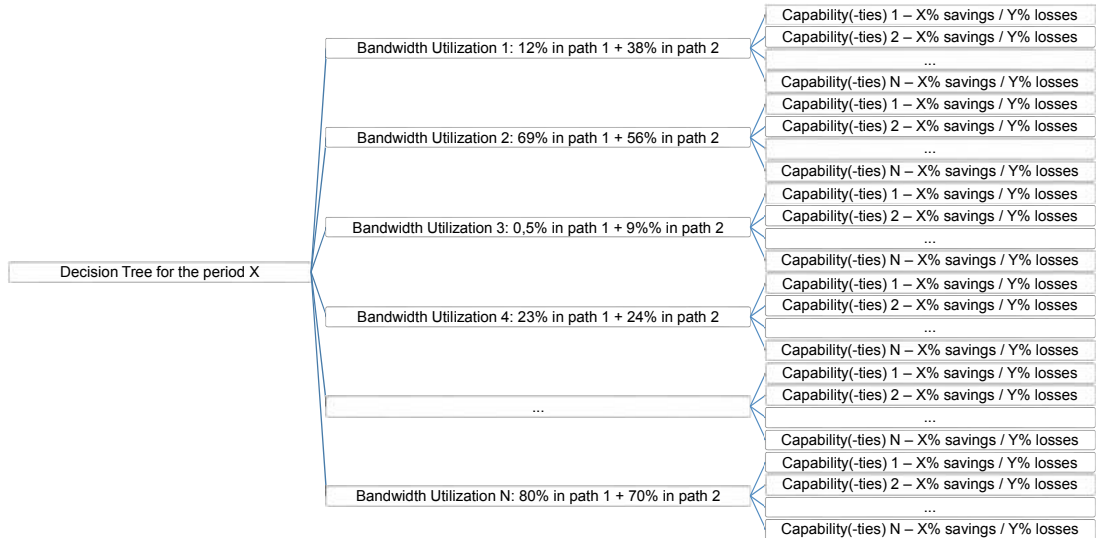 Decision Tree for the period X
Bandwidth Utilization 1: 12% in path 1 + 38% in path 2
Capability(-ties) 1 – X% savings / Y% losses
Capability(-ties) 2 – X% savings / Y% losses
...
Capability(-ties) N – X% savings / Y% losses
Bandwidth Utilization 2: 69% in path 1 + 56% in path 2
Capability(-ties) 1 – X% savings / Y% losses
Capability(-ties) 2 – X% savings / Y% losses
...
Capability(-ties) N – X% savings / Y% losses
Bandwidth Utilization 3: 0,5% in path 1 + 9%% in path 2
Capability(-ties) 1 – X% savings / Y% losses
Capability(-ties) 2 – X% savings / Y% losses
...
Capability(-ties) N – X% savings / Y% losses
Bandwidth Utilization 4: 23% in path 1 + 24% in path 2
Capability(-ties) 1 – X% savings / Y% losses
Capability(-ties) 2 – X% savings / Y% losses
...
Capability(-ties) N – X% savings / Y% losses
...
Capability(-ties) 1 – X% savings / Y% losses
Capability(-ties) 2 – X% savings / Y% losses
...
Capability(-ties) N – X% savings / Y% losses
Bandwidth Utilization N: 80% in path 1 + 70% in path 2
Capability(-ties) 1 – X% savings / Y% losses
Capability(-ties) 2 – X% savings / Y% losses
...
Capability(-ties) N – X% savings / Y% losses